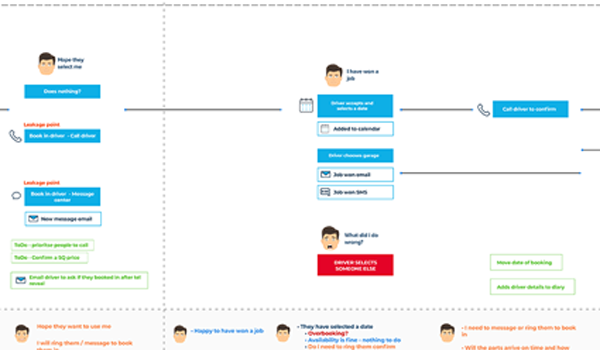 Hope they
select me
Does nothing?
Leakage point
Book in driver - Call driver
Leakage point
Book in driver - Message
center
New message email
ToDo - prioritse people to call
ToDo - Confirm a SQ price
Email driver to ask if they booked in after tel
reveal
I have won a
job
Driver accepts and
selects a date
Added to calendar
Driver chooses garage
Job won email
Job won SMS
What did I do
wrong?
DRIVER SELECTS
SOMEONE ELSE
Call driver to confirm
Move date of booking
Adds driver details to diary
Hope they want to use me
I will ring them / message to book
them in
• Happy to have won a job
• They have selected a date
• Overbooking?
• Availability is fine - nothing to do
• Do i need to ring them confirm
• I need to message or ring them to book
in.
• Will the parts arrive on time and how